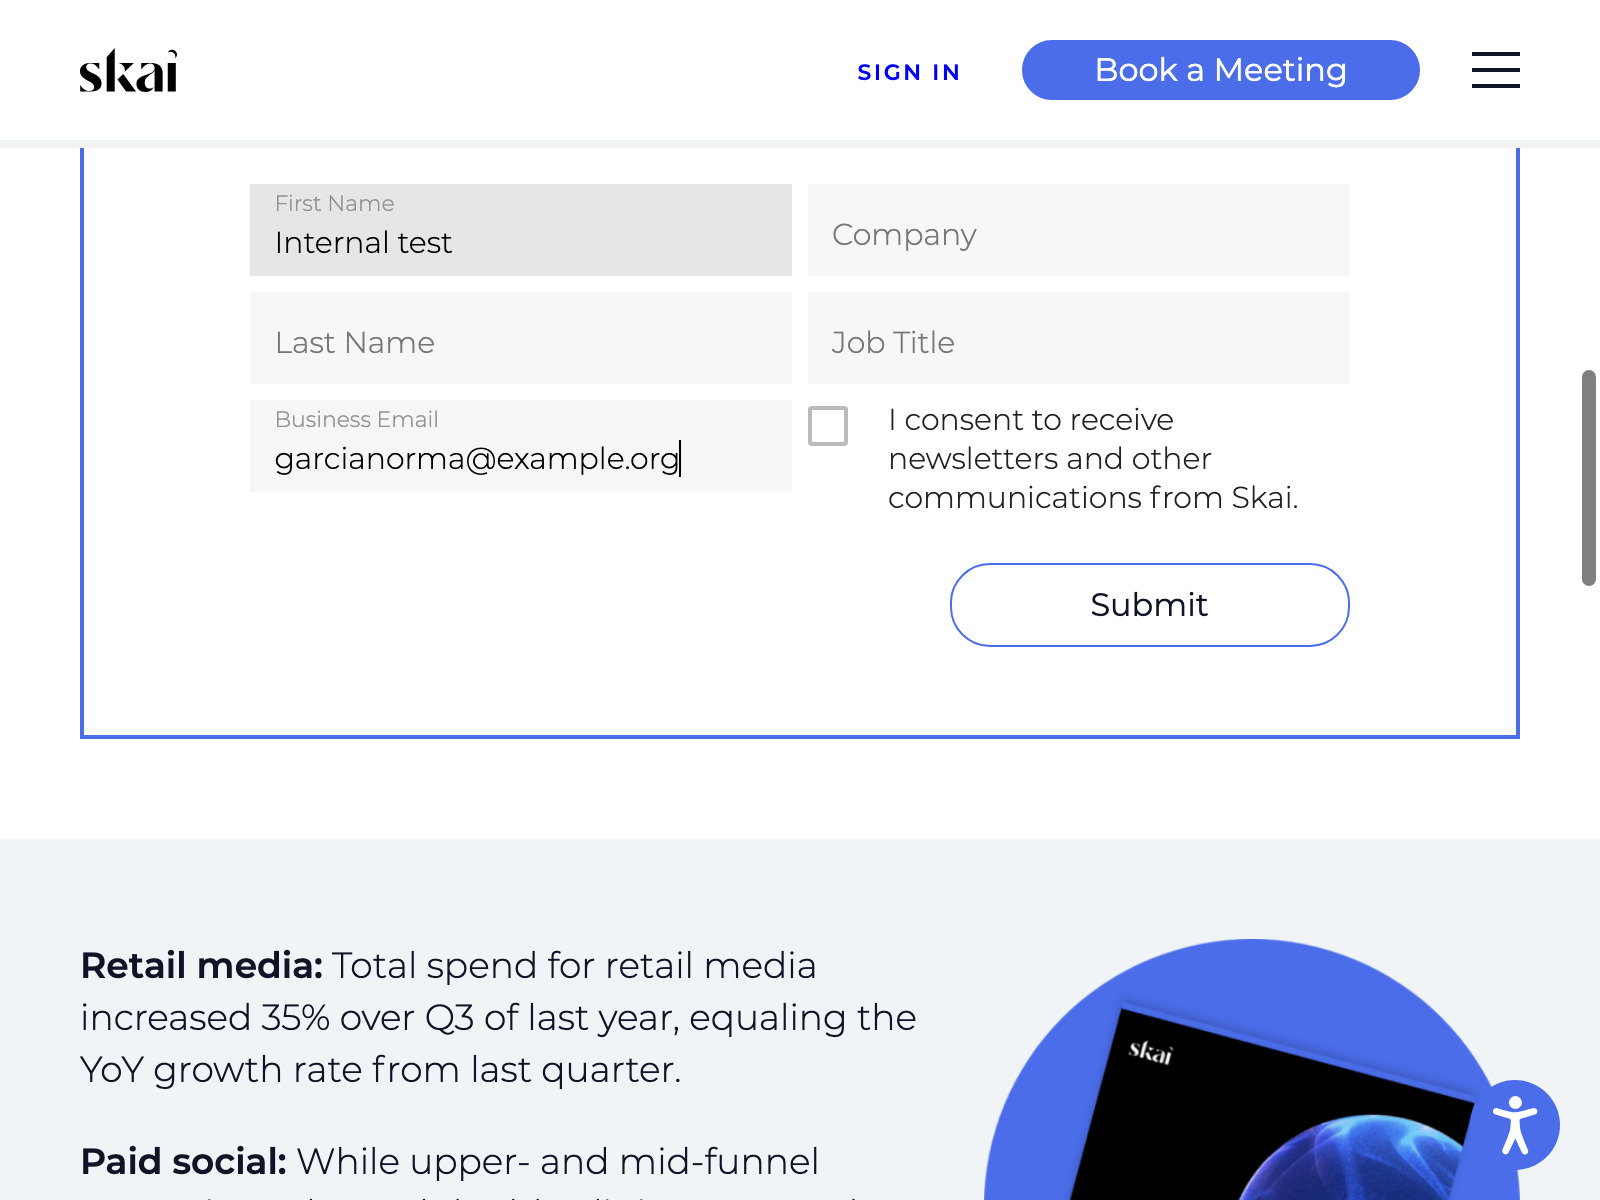 skai
SIGN IN
Book a Meeting
First Name
Internal test
Company
Last Name
Job Title
Business Email
garcianorma@example.org
I consent to receive
newsletters and other
communications from Skai.
Submit
Retail media: Total spend for retail media
increased 35% over Q3 of last year, equaling the
YoY growth rate from last quarter.
Paid social: While upper- and mid-funnel
skai